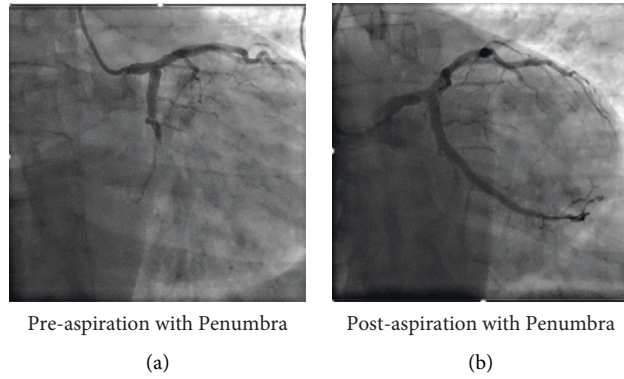 Pre-aspiration with Penumbra
Post-aspiration with Penumbra
(a)
(b)